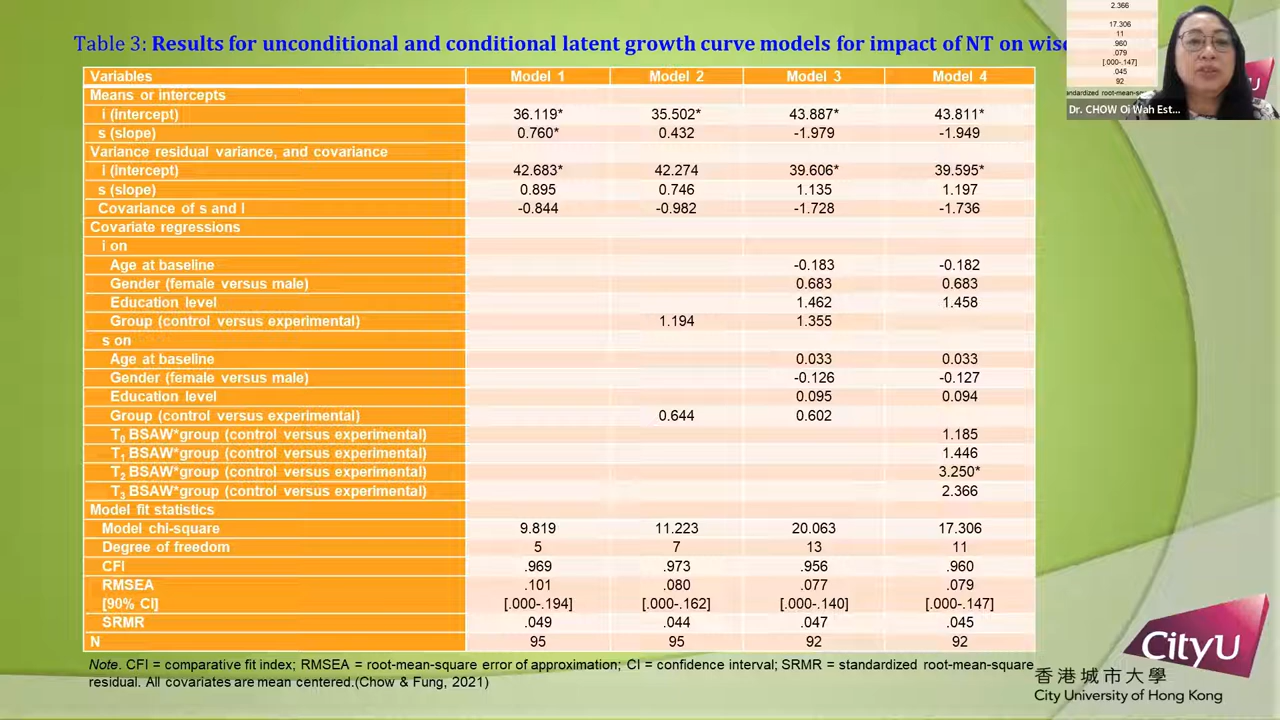 Table 3: Results for unconditional and conditional latent growth curve models for impact of NT on
Variables Model 1 Model 2 Model 3 Model 4
Means or intercepts
i (intercept) 36.119* 35.502* 43.887* 43.811*
s (slope) 0.760* 0.432 -1.979 -1.949
Variance residual variance, and covariance
i (intercept) 42.683* 42.274 39.606* 39.595*
s (slope) 0.895 0.746 1.135 1.197
Covariance of s and i -0.844 -0.982 -1.728 -1.736
Covariate regressions
i on
Age at baseline -0.183 -0.182
Gender (female versus male) 0.683 0.683
Education level 1.462 1.458
Group (control versus experimental) 1.194 1.355
s on
Age at baseline 0.033 0.033
Gender (female versus male) -0.126 -0.127
Education level 0.095 0.094
Group (control versus experimental) 0.644 0.602
T0 BSAW*group (control versus experimental) 1.185
T1 BSAW*group (control versus experimental) 1.446
T2 BSAW*group (control versus experimental) 3.250*
T3 BSAW*group (control versus experimental) 2.366
Model fit statistics
Model chi-square 9.819 11.223 20.053 17.306
Degree of freedom 5 7 13 11
CFI .969 .973 .956 .960
RMSEA .101 .080 .077 .079
[90% CI] [.000-.194] [.000-.162] [.000-.140] [.000-.147]
SRMR .049 .044 .047 .045
N 95 95 92 92
Note. CFI = comparative fit index; RMSEA = root-mean-square error of approximation; CI = confidence interval; SRMR = standardized root-mean-square
residual. All covariates are mean centered.(Chow & Fung, 2021)
2.366
17.306
11
.960
.079
[.000-.147]
.045
92
Dr. CHOW Oi Wah Est...
CityU
香港城市大學
City University of Hong Kong